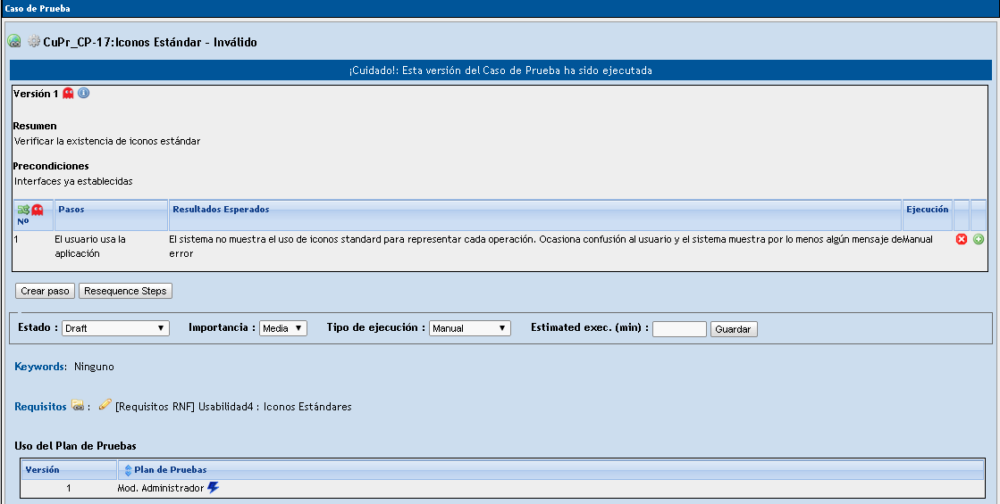 Caso de Prueba
CuPr_CP-17:Iconos Estándar - Inválido
¡Cuidado!: Esta versión del Caso de Prueba ha sido ejecutada
Versión 1
Resumen
Verificar la existencia de iconos estándar
Precondiciones
Interfaces ya establecidas
Nº Pasos Resultados Esperados Ejecución
1 El usuario usa la El sistema no muestra el uso de iconos standard para representar cada operación. Ocasiona confusión al usuario y el sistema muestra por lo menos algún mensaje de Manual
aplicación error
Crear paso Resequence Steps
Estado : Draft Importancia : Media Tipo de ejecución : Manual Estimated exec. (min) : Guardar
Keywords: Ninguno
Requisitos : [Requisitos RNF] Usabilidad4 : Iconos Estándares
Uso del Plan de Pruebas
Versión Plan de Pruebas
1 Mod. Administrador